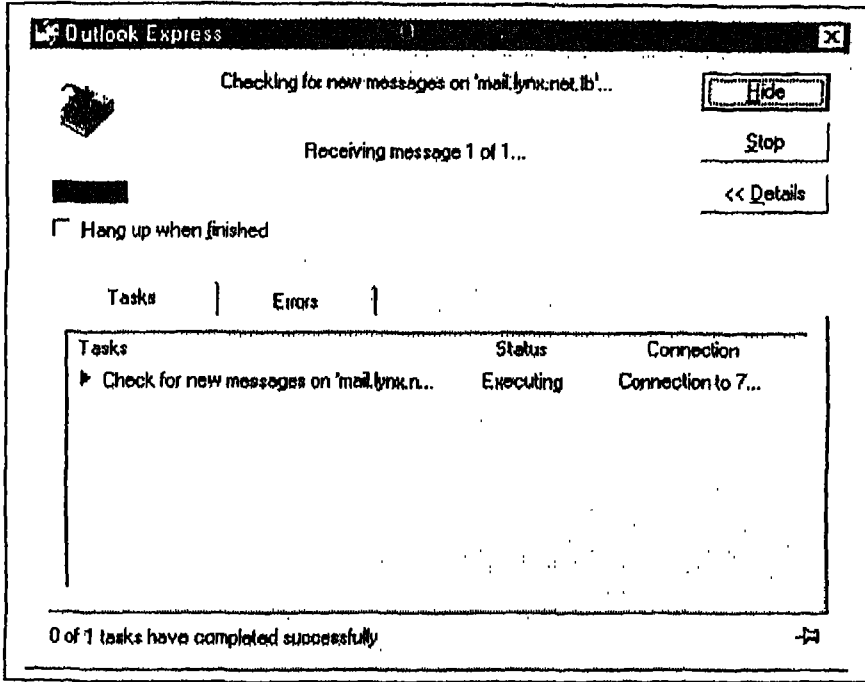 Outlook Express
Checking for new messages on 'mail.lynx.net.lb'...
Hide
Receiving message 1 of 1...
Stop
<< Details
Hang up when finished
Tasks Errors
Tasks Status Connection
Check for new messages on 'mail.lynx.n... Executing Connection to 7...
0 of 1 tasks have completed successfully